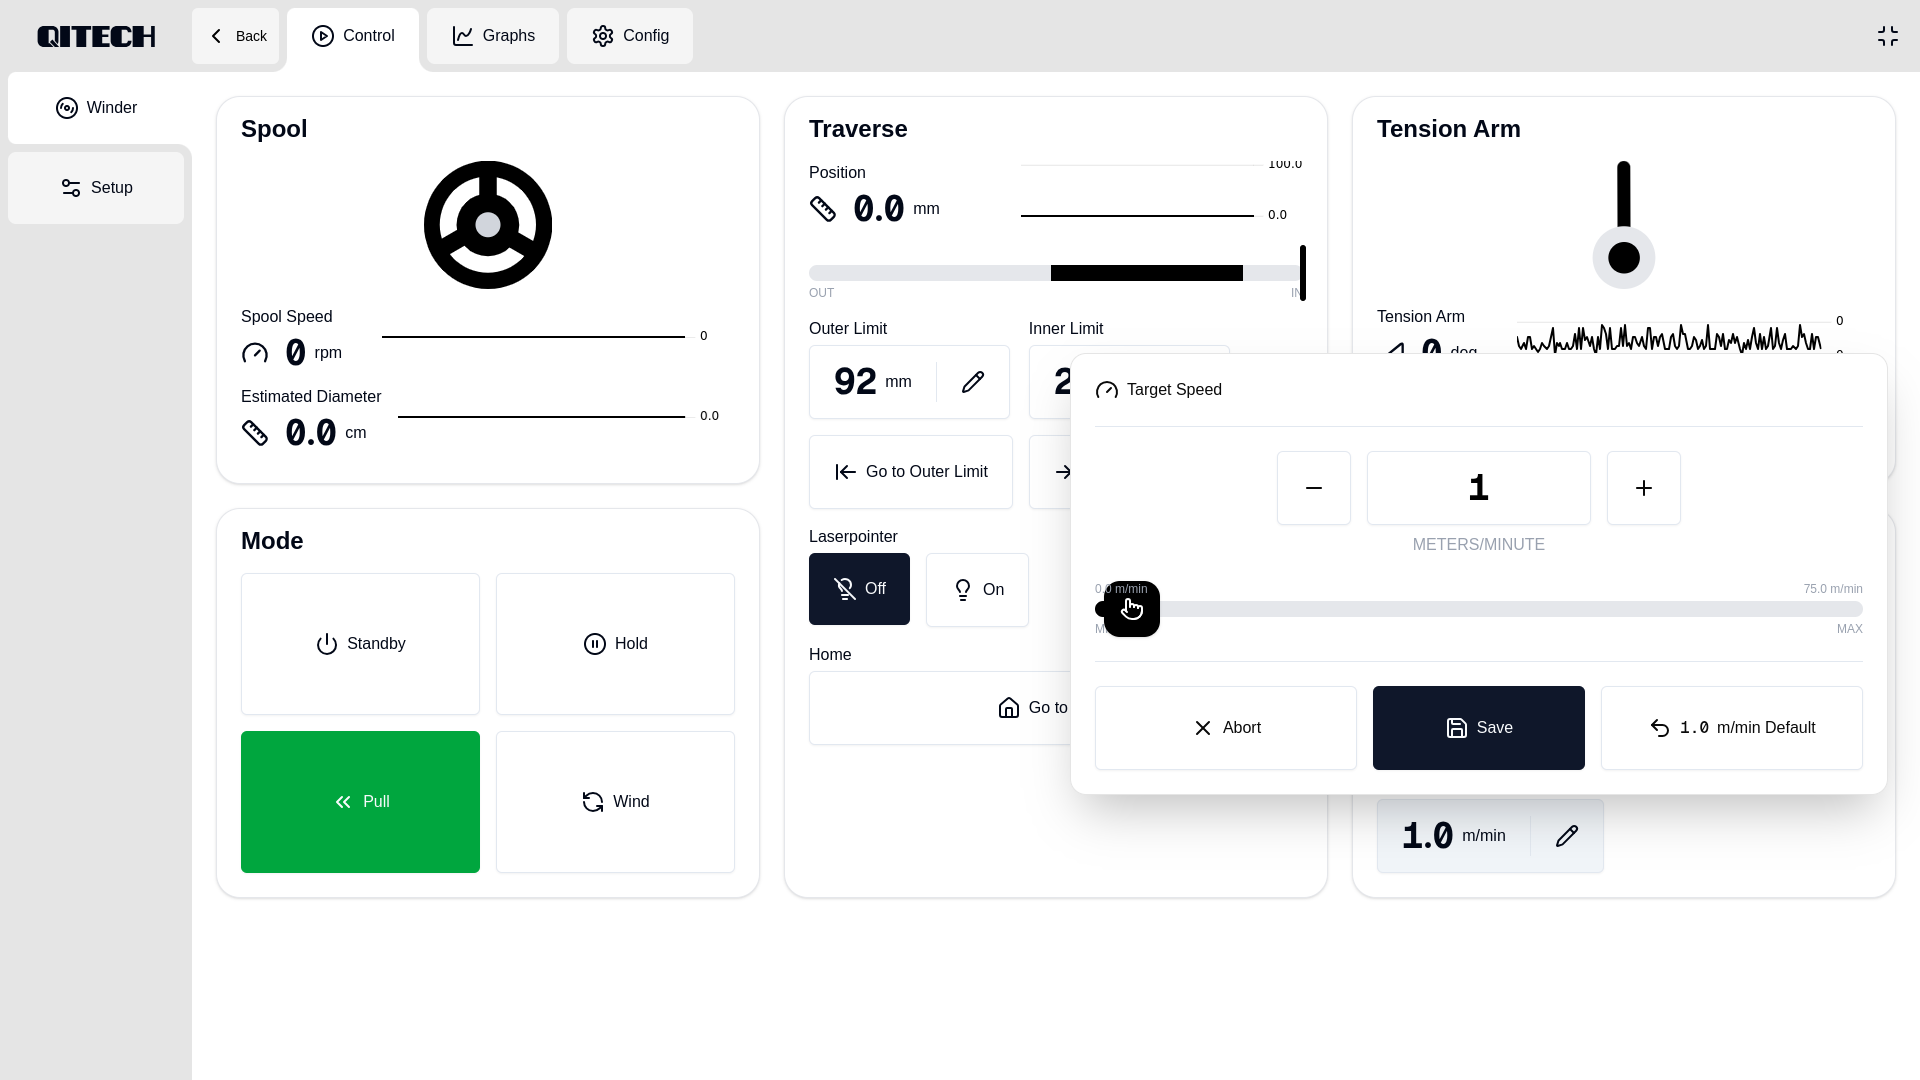 QITECH
Back
Control
Graphs
Config
Winder
Setup
Spool
Spool Speed
0 rpm
0
Estimated Diameter
0.0 cm
0.0
Mode
Standby
Hold
Pull
Wind
Traverse
Position
0.0 mm
100.0
0.0
OUT
IN
Outer Limit
Inner Limit
92 mm
2
Go to Outer Limit
Laserpointer
Off
On
Home
Go to
Tension Arm
Tension Arm
0 deg
0
Target Speed
1
METERS/MINUTE
0.0 m/min
75.0 m/min
MAX
Abort
Save
1.0 m/min Default
1.0 m/min